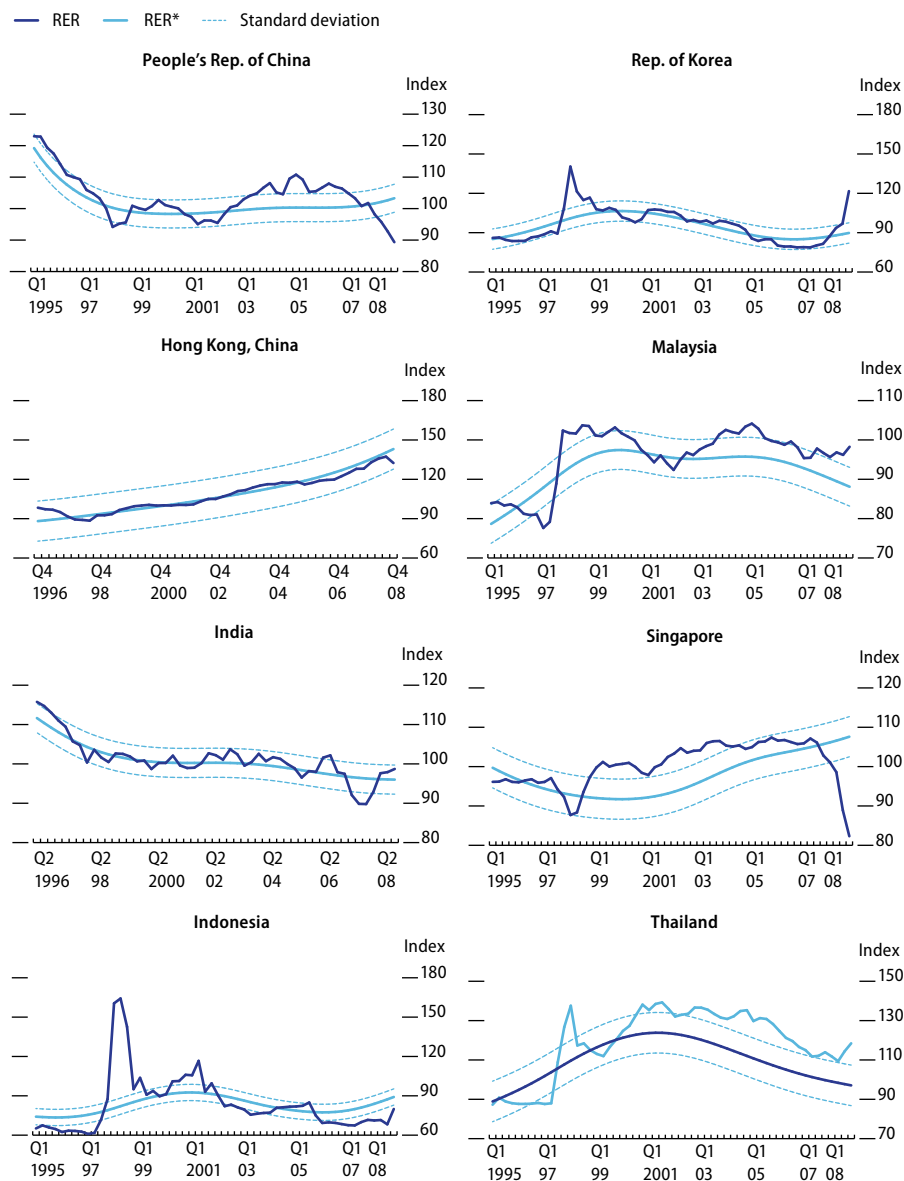 RER RER* Standard deviation
People's Rep. of China
Index
130
120
110
100
90
80
Q1 Q1 Q1 Q1 Q1 Q1 Q1 Q1
1995 97 99 2001 03 05 07 08
Rep. of Korea
Index
180
150
120
90
60
Q1 Q1 Q1 Q1 Q1 Q1 Q1 Q1
1995 97 99 2001 03 05 07 08
Hong Kong, China
Index
180
150
120
90
60
Q4 Q4 Q4 Q4 Q4 Q4 Q4
1996 98 2000 02 04 06 08
Malaysia
Index
110
100
90
80
70
Q1 Q1 Q1 Q1 Q1 Q1 Q1 Q1
1995 97 99 2001 03 05 07 08
India
Index
120
110
100
90
80
Q2 Q2 Q2 Q2 Q2 Q2 Q2
1996 98 2000 02 04 06 08
Singapore
Index
120
110
100
90
80
Q1 Q1 Q1 Q1 Q1 Q1 Q1 Q1
1995 97 99 2001 03 05 07 08
Indonesia
Index
180
150
120
90
60
Q1 Q1 Q1 Q1 Q1 Q1 Q1 Q1
1995 97 99 2001 03 05 07 08
Thailand
Index
150
130
110
90
70
Q1 Q1 Q1 Q1 Q1 Q1 Q1 Q1
1995 97 99 2001 03 05 07 08